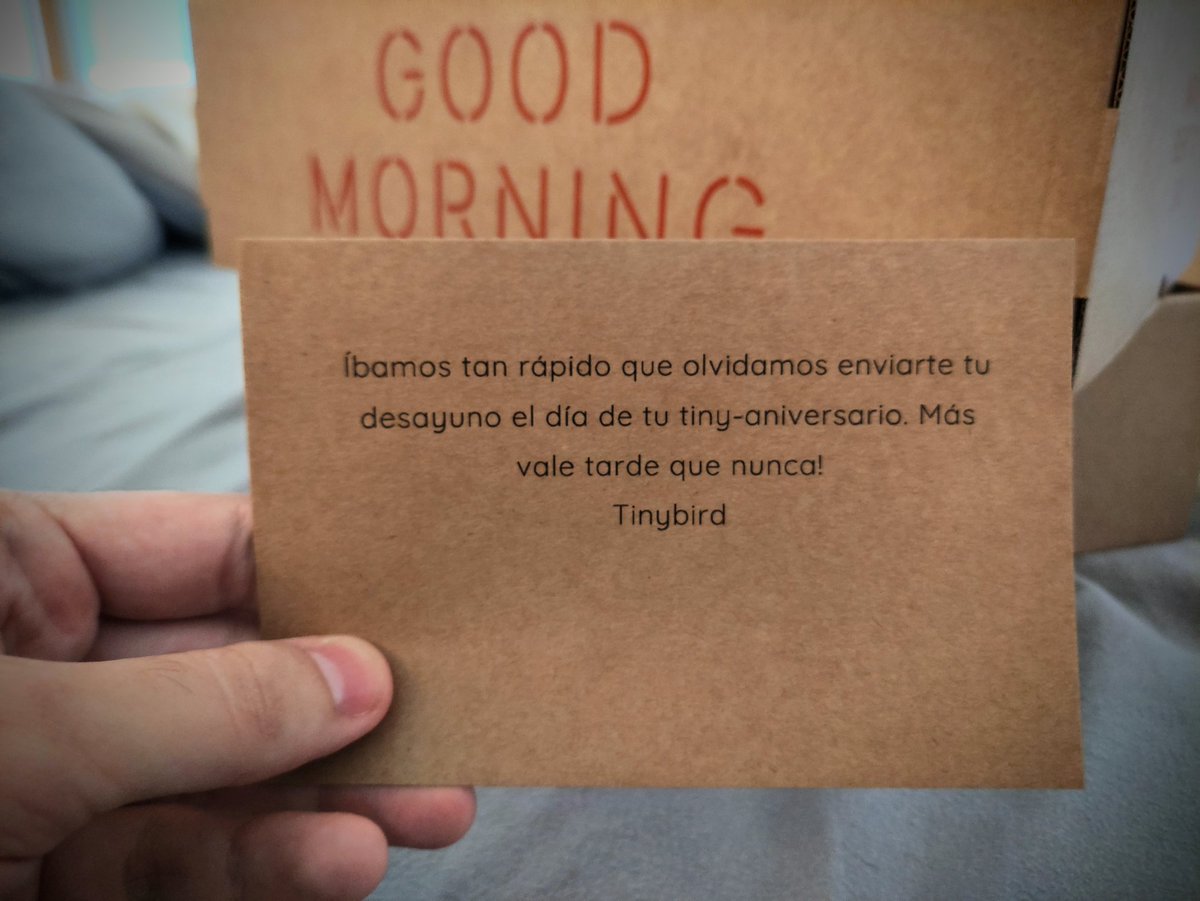 GOOD
MORNING
Íbamos tan rápido que olvidamos enviarte tu
desayuno el día de tu tiny-aniversario. Más
vale tarde que nunca!
Tinybird